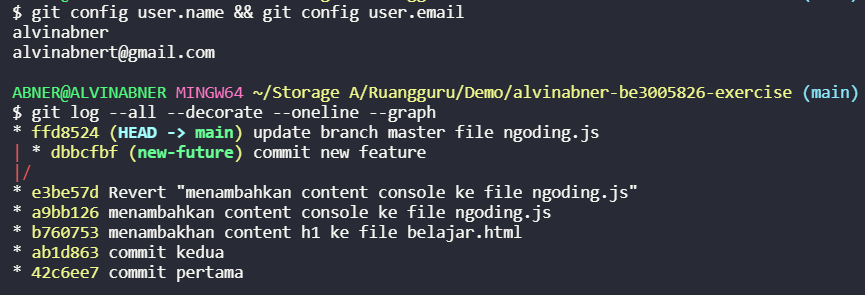 $ git config user.name && git config user.email
alvinabner
alvinabnert@gmail.com
ABNER@ALVINABNER MINGW64 ~/Storage A/Ruangguru/Demo/alvinabner-be3005826-exercise (main)
$ git log --all --decorate --oneline --graph
* ffd8524 (HEAD -> main) update branch master file ngoding.js
| * dbbcfbf (new-future) commit new feature
|/
* e3be57d Revert "menambahkan content console ke file ngoding.js"
* a9bb126 menambahkan content console ke file ngoding.js
* b760753 menambakhan content h1 ke file belajar.html
* ab1d863 commit kedua
* 42c6ee7 commit pertama